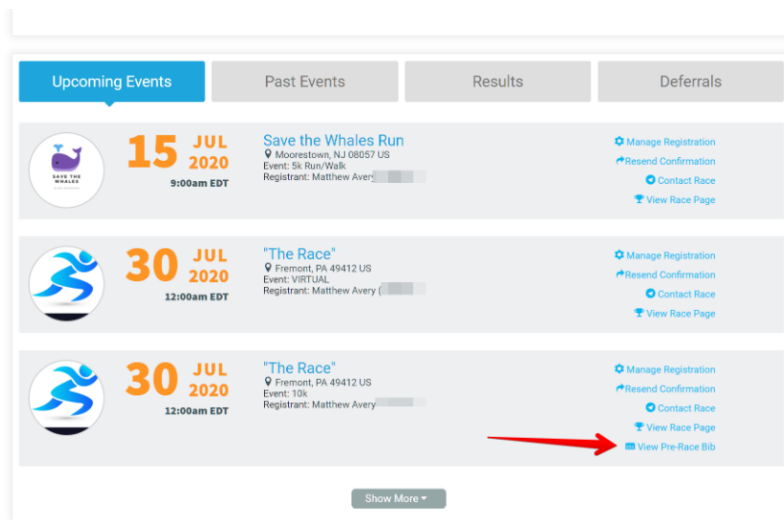 Upcoming Events
Past Events
Results
Deferrals
SAVE THE
WHALES
15 JUL
2020
9:00am EDT
Save the Whales Run
Moorestown, NJ 08057 US
Event: 5k Run/Walk
Registrant: Matthew Avery
Manage Registration
Resend Confirmation
Contact Race
View Race Page
30 JUL
2020
12:00am EDT
"The Race"
Fremont, PA 49412 US
Event: VIRTUAL
Registrant: Matthew Avery (
Manage Registration
Resend Confirmation
Contact Race
View Race Page
30 JUL
2020
12:00am EDT
"The Race"
Fremont, PA 49412 US
Event: 10k
Registrant: Matthew Avery
Manage Registration
Resend Confirmation
Contact Race
View Race Page
View Pre-Race Bib
Show More